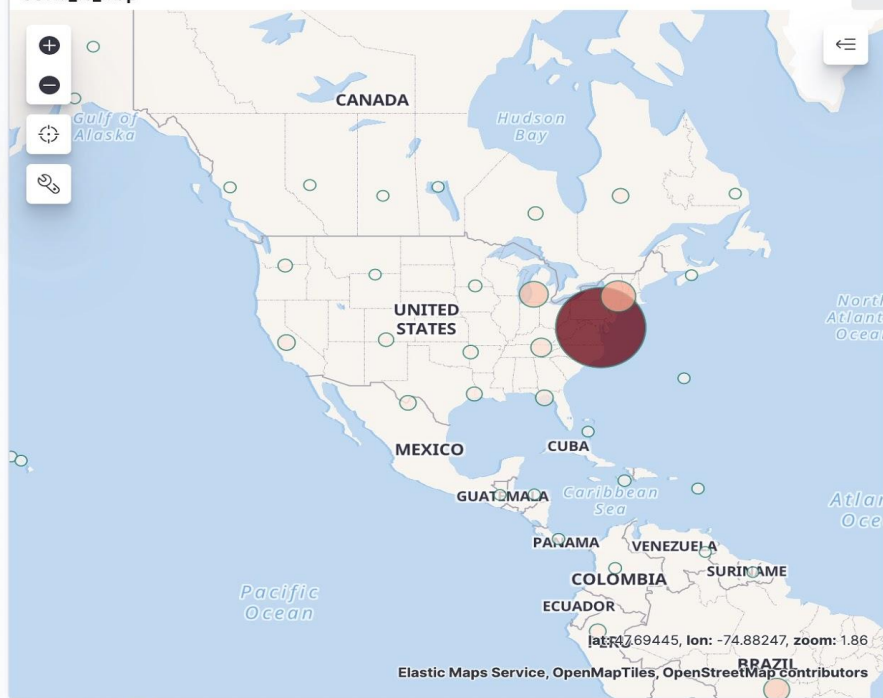 CANADA
Gulf of
Alaska
Hudson
Bay
UNITED
STATES
North
Atlant
Ocea
MEXICO
CUBA
GUATEMALA
Caribbean
Sea
Atlan
Oce
PANAMA
VENEZUELA
COLOMBIA
SURINAME
Pacific
Ocean
ECUADOR
PERU
lat: 47.69445, lon: -74.88247, zoom: 1.86
BRAZIL
Elastic Maps Service, OpenMapTiles, OpenStreetMap contributors